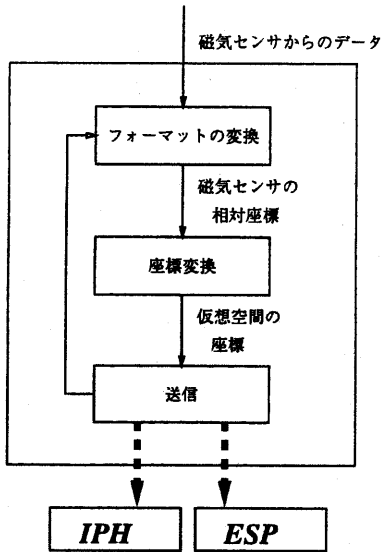 磁気センサからのデータ
フォーマットの変換
磁気センサの
相対座標
座標変換
仮想空間の
座標
送信
IPH
ESP